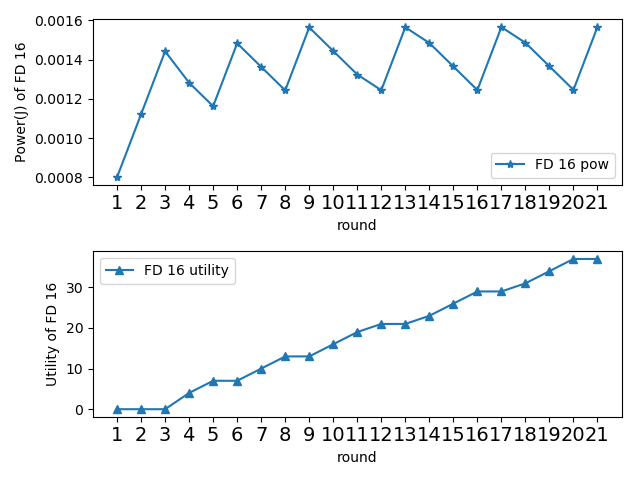 0.0016
0.0014
0.0012
0.0010
0.0008
Power(J) of FD 16
FD 16 pow
1 2 3 4 5 6 7 8 9 10 11 12 13 14 15 16 17 18 19 20 21
round
FD 16 utility
30
20
10
0
Utility of FD 16
1 2 3 4 5 6 7 8 9 10 11 12 13 14 15 16 17 18 19 20 21
round